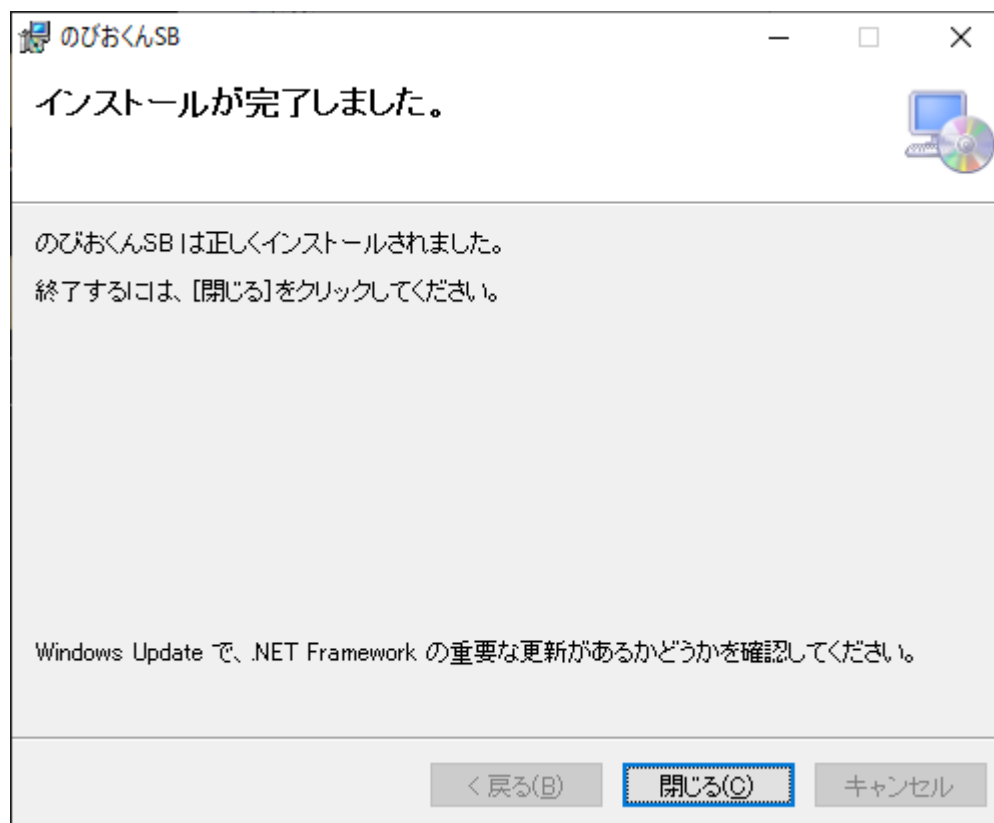 のびおくんSB
インストールが完了しました。
のびおくんSB は正しくインストールされました。
終了するには、[閉じる]をクリックしてください。
Windows Update で、.NET Framework の重要な更新があるかどうかを確認してください。
< 戻る(B)
閉じる(C)
キャンセル